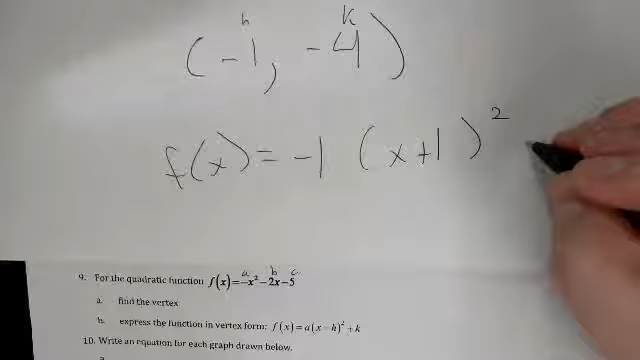 h k
(-1, -4)
f(x) = -1 (x+1)²
a b c
9. For the quadratic function f(x)=-x²-2x-5
a. find the vertex
b. express the function in vertex form: f(x)=a(x-h)²+k
10. Write an equation for each graph drawn below.
a.